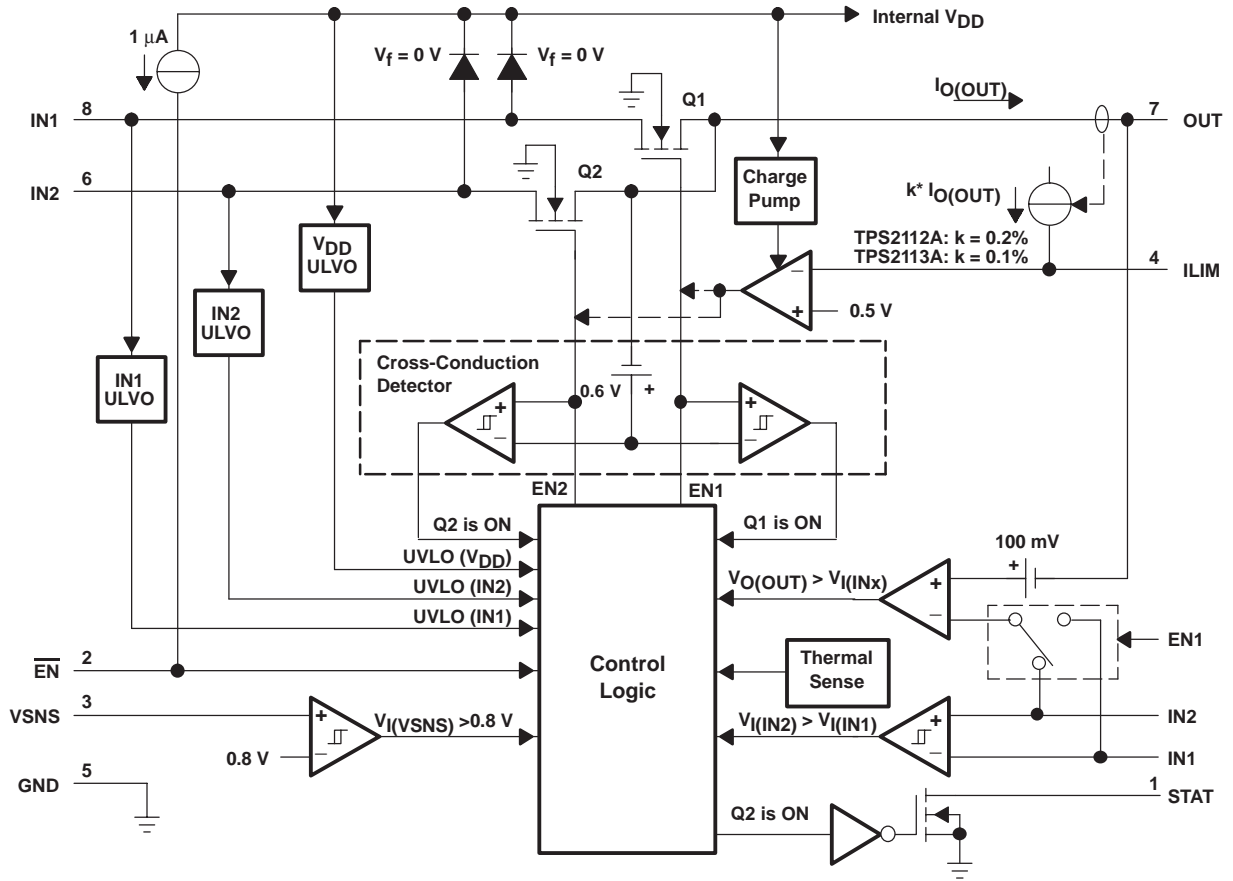 Internal VDD
1 μA
Vf = 0 V
Vf = 0 V
IO(OUT)
Q1
8
IN1
7
OUT
Q2
6
IN2
Charge
Pump
k* IO(OUT)
VDD
ULVO
TPS2112A: k = 0.2%
TPS2113A: k = 0.1%
4
ILIM
−
+
0.5 V
IN2
ULVO
IN1
ULVO
Cross-Conduction
Detector
0.6 V
+
+
−
+
−
EN2
EN1
Q2 is ON
Q1 is ON
UVLO (VDD)
UVLO (IN2)
UVLO (IN1)
100 mV
+
VO(OUT) > VI(INx)
+
−
EN1
2
EN
Control
Logic
Thermal
Sense
3
VSNS
+
−
VI(VSNS) >0.8 V
0.8 V
VI(IN2) > VI(IN1)
+
−
IN2
IN1
5
GND
1
STAT
Q2 is ON